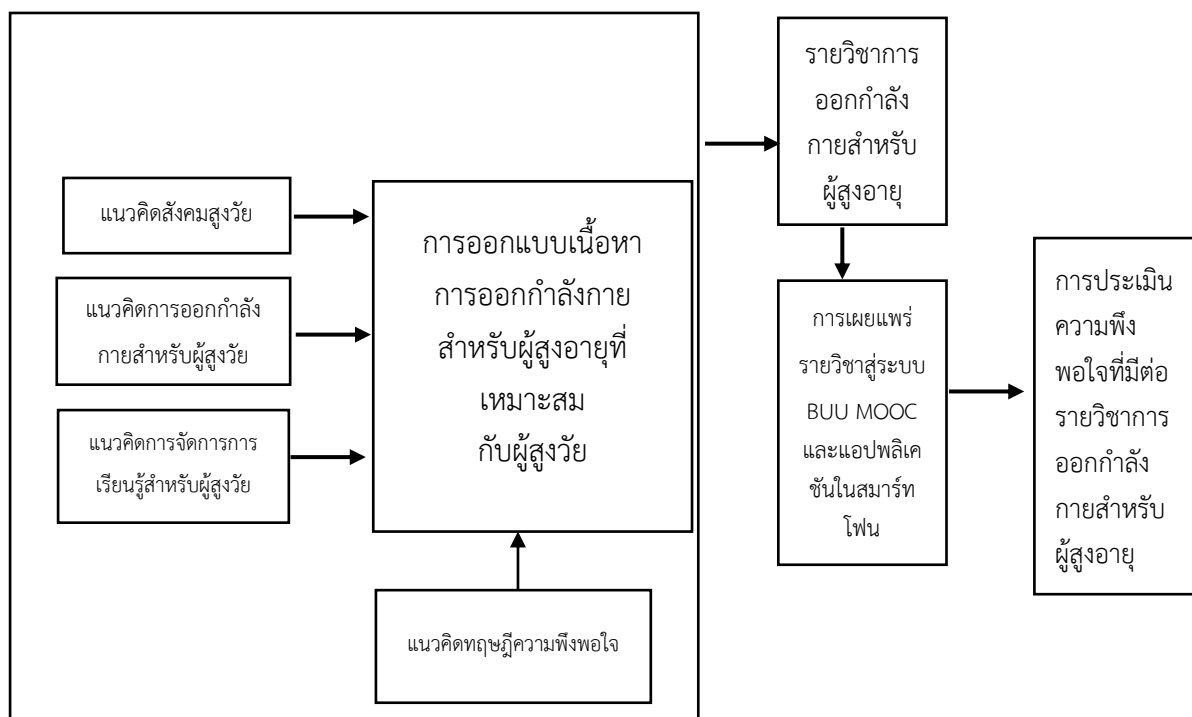 แนวคิดสังคมสูงวัย
แนวคิดการออกกำลัง
กายสำหรับผู้สูงวัย
แนวคิดการจัดการการ
เรียนรู้สำหรับผู้สูงวัย
การออกแบบเนื้อหา
การออกกำลังกาย
สำหรับผู้สูงอายุที่
เหมาะสม
กับผู้สูงวัย
แนวคิดทฤษฎีความพึงพอใจ
รายวิชาการ
ออกกำลัง
กายสำหรับ
ผู้สูงอายุ
การเผยแพร่
รายวิชาสู่ระบบ
BUU MOOC
และแอปพลิเค
ชันในสมาร์ท
โฟน
การประเมิน
ความพึง
พอใจที่มีต่อ
รายวิชาการ
ออกกำลัง
กายสำหรับ
ผู้สูงอายุ